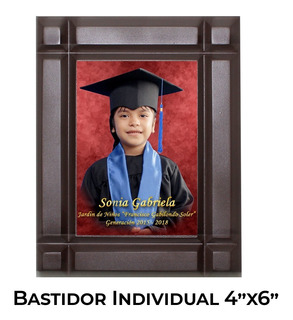 Sonia Gabriela
Jardín de Niños "Francisco Gabilondo Soler"
Generación 2015 - 2018
BASTIDOR INDIVIDUAL 4”x6”